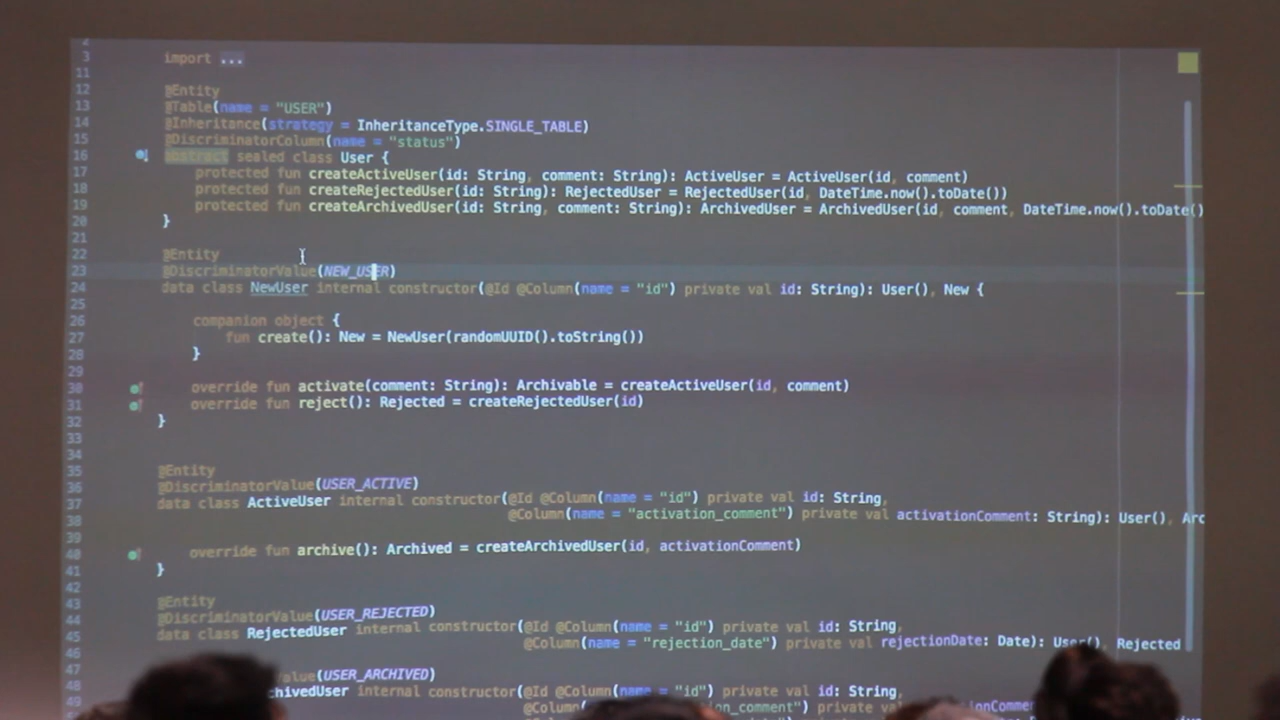 2
3 import ...
11
12 @Entity
13 @Table(name = "USER")
14 @Inheritance(strategy = InheritanceType.SINGLE_TABLE)
15 @DiscriminatorColumn(name = "status")
16 abstract sealed class User {
17 protected fun createActiveUser(id: String, comment: String): ActiveUser = ActiveUser(id, comment)
18 protected fun createRejectedUser(id: String): RejectedUser = RejectedUser(id, DateTime.now().toDate())
19 protected fun createArchivedUser(id: String, comment: String): ArchivedUser = ArchivedUser(id, comment, DateTime.now().toDate()
20 }
21
22 @Entity
23 @DiscriminatorValue(NEW_USER)
24 data class NewUser internal constructor(@Id @Column(name = "id") private val id: String): User(), New {
25
26 companion object {
27 fun create(): New = NewUser(randomUUID().toString())
28 }
29
30 override fun activate(comment: String): Archivable = createActiveUser(id, comment)
31 override fun reject(): Rejected = createRejectedUser(id)
32 }
33
34
35 @Entity
36 @DiscriminatorValue(USER_ACTIVE)
37 data class ActiveUser internal constructor(@Id @Column(name = "id") private val id: String,
38 @Column(name = "activation_comment") private val activationComment: String): User(), Arc
39
40 override fun archive(): Archived = createArchivedUser(id, activationComment)
41 }
42
43 @Entity
44 @DiscriminatorValue(USER_REJECTED)
45 data class RejectedUser internal constructor(@Id @Column(name = "id") private val id: String,
46 @Column(name = "rejection_date") private val rejectionDate: Date): User(), Rejected
47
48 alue(USER_ARCHIVED)
49 chivedUser internal constructor(@Id @Column(name = "id") private val id: String,